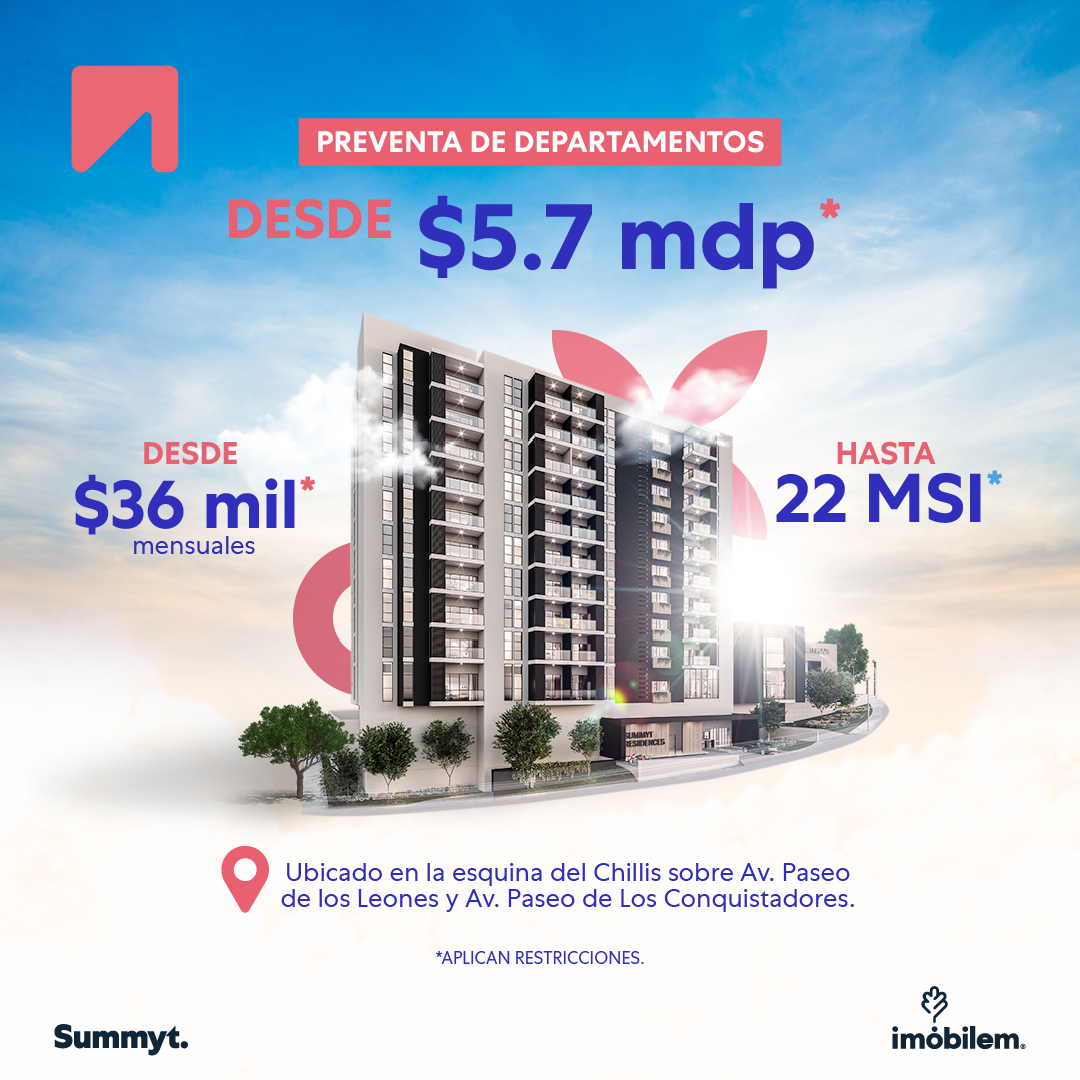 PREVENTA DE DEPARTAMENTOS
DESDE $5.7 mdp*
DESDE
$36 mil*
mensuales
HASTA
22 MSI*
SUMMYT
RESIDENCES
Ubicado en la esquina del Chillis sobre Av. Paseo
de los Leones y Av. Paseo de Los Conquistadores.
*APLICAN RESTRICCIONES.
Summyt.
imobilem®